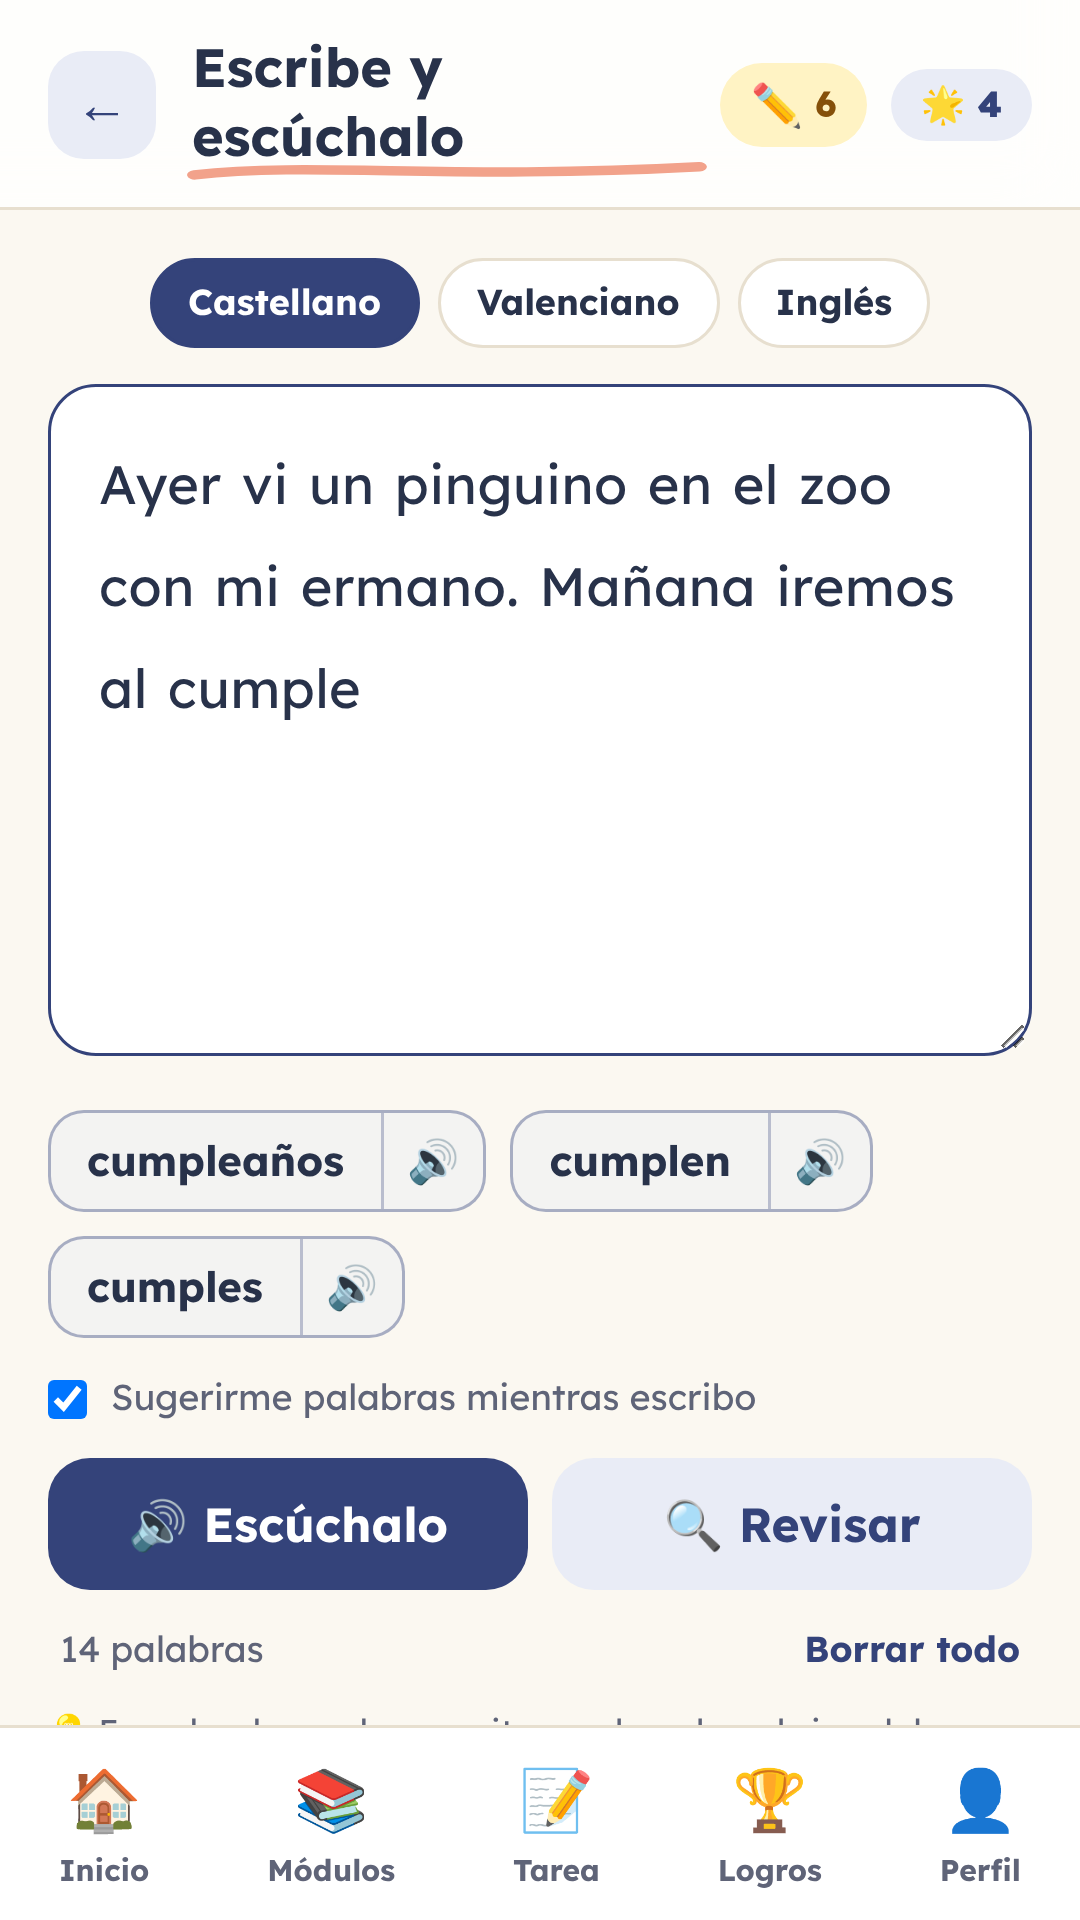 ←
Escribe y
escúchalo
6
4
Castellano Valenciano Inglés
Ayer vi un pinguino en el zoo
con mi ermano. Mañana iremos
al cumple
cumpleaños cumplen
cumples
Sugerirme palabras mientras escribo
Escúchalo Revisar
14 palabras Borrar todo
Inicio Módulos Tarea Logros Perfil